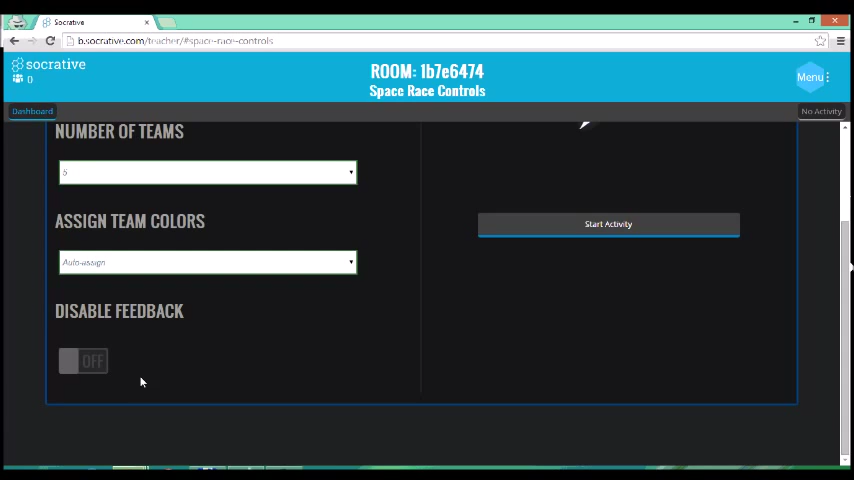 Socrative
b.socrative.com/teacher/#space-race-controls
socrative
0
ROOM: 1b7e6474
Space Race Controls
Menu
Dashboard
No Activity
NUMBER OF TEAMS
5
Start Activity
ASSIGN TEAM COLORS
Auto-assign
DISABLE FEEDBACK
OFF